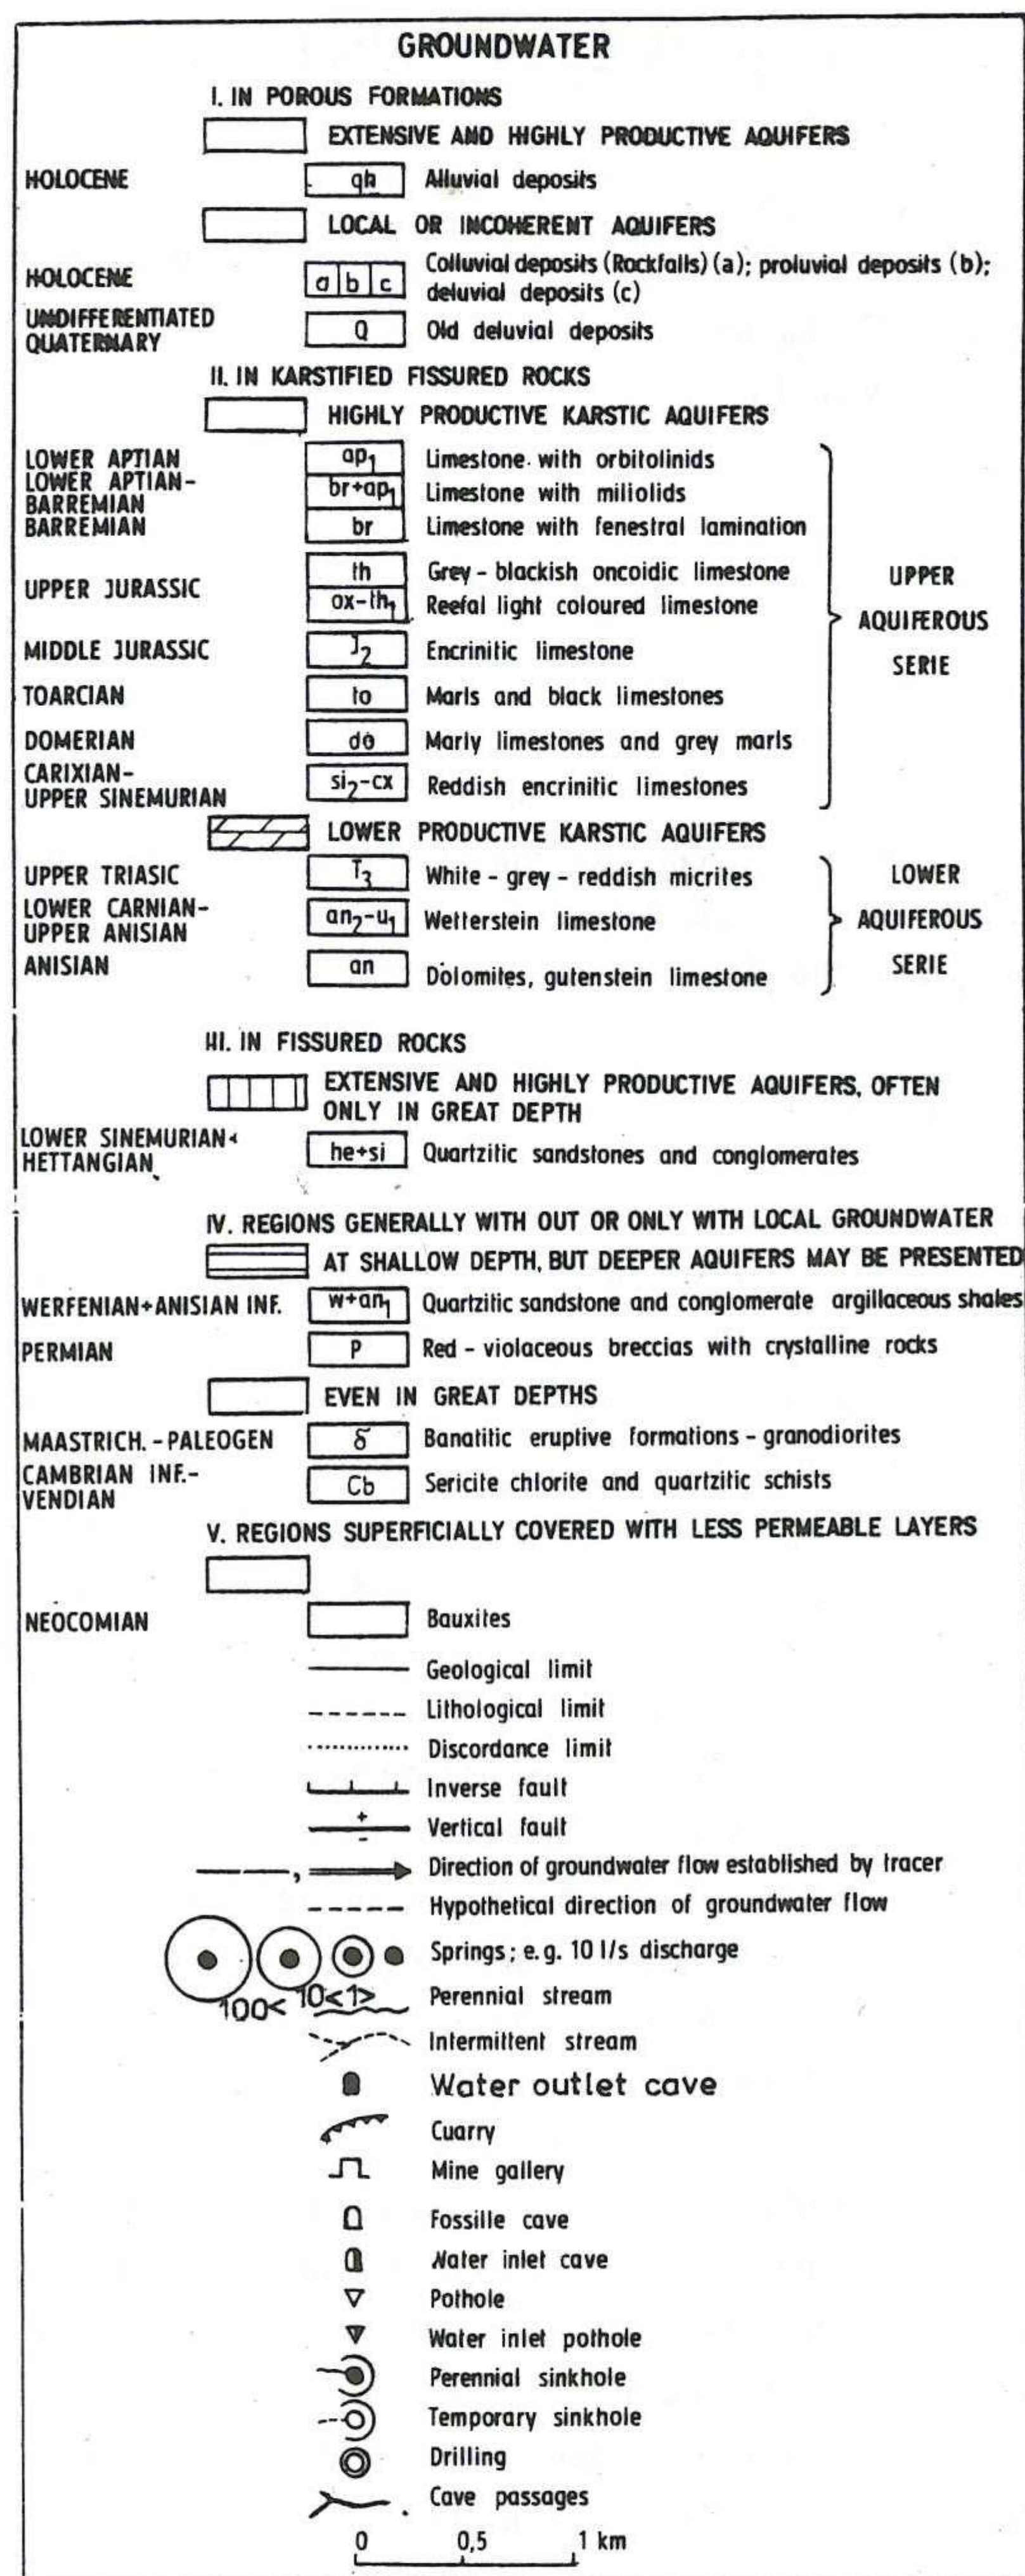 GROUNDWATER
I. IN POROUS FORMATIONS
EXTENSIVE AND HIGHLY PRODUCTIVE AQUIFERS
HOLOCENE qh Alluvial deposits
LOCAL OR INCOHERENT AQUIFERS
HOLOCENE a b c Colluvial deposits (Rockfalls) (a); proluvial deposits (b);
deluvial deposits (c)
UNDIFFERENTIATED
QUATERNARY Q Old deluvial deposits
II. IN KARSTIFIED FISSURED ROCKS
HIGHLY PRODUCTIVE KARSTIC AQUIFERS
LOWER APTIAN ap1 Limestone with orbitolinids
LOWER APTIAN-
BARREMIAN br+ap1 Limestone with miliolids
BARREMIAN br Limestone with fenestral lamination
UPPER JURASSIC th Grey - blackish oncoidic limestone
ox-th1 Reefal light coloured limestone
UPPER
AQUIFEROUS
SERIE
MIDDLE JURASSIC J2 Encrinitic limestone
TOARCIAN to Marls and black limestones
DOMERIAN do Marly limestones and grey marls
CARIXIAN-
UPPER SINEMURIAN si2-cx Reddish encrinitic limestones
LOWER PRODUCTIVE KARSTIC AQUIFERS
UPPER TRIASIC T3 White - grey - reddish micrites
LOWER CARNIAN-
UPPER ANISIAN an2-u1 Wetterstein limestone
ANISIAN an Dolomites, gutenstein limestone
LOWER
AQUIFEROUS
SERIE
III. IN FISSURED ROCKS
EXTENSIVE AND HIGHLY PRODUCTIVE AQUIFERS, OFTEN
ONLY IN GREAT DEPTH
LOWER SINEMURIAN-
HETTANGIAN he+si Quartzitic sandstones and conglomerates
IV. REGIONS GENERALLY WITH OUT OR ONLY WITH LOCAL GROUNDWATER
AT SHALLOW DEPTH, BUT DEEPER AQUIFERS MAY BE PRESENTED
WERFENIAN+ANISIAN INF. w+an1 Quartzitic sandstone and conglomerate argillaceous shales
PERMIAN P Red - violaceous breccias with crystalline rocks
EVEN IN GREAT DEPTHS
MAASTRICH. - PALEOGEN δ Banatitic eruptive formations - granodiorites
CAMBRIAN INF.-
VENDIAN Cb Sericite chlorite and quartzitic schists
V. REGIONS SUPERFICIALLY COVERED WITH LESS PERMEABLE LAYERS
NEOCOMIAN Bauxites
Geological limit
Lithological limit
Discordance limit
Inverse fault
+
- Vertical fault
, Direction of groundwater flow established by tracer
Hypothetical direction of groundwater flow
Springs; e.g. 10 l/s discharge
100< 10<1> Perennial stream
Intermittent stream
Water outlet cave
Cuarry
Mine gallery
Fossille cave
Water inlet cave
Pothole
Water inlet pothole
Perennial sinkhole
Temporary sinkhole
Drilling
Cave passages
0 0,5 1 km